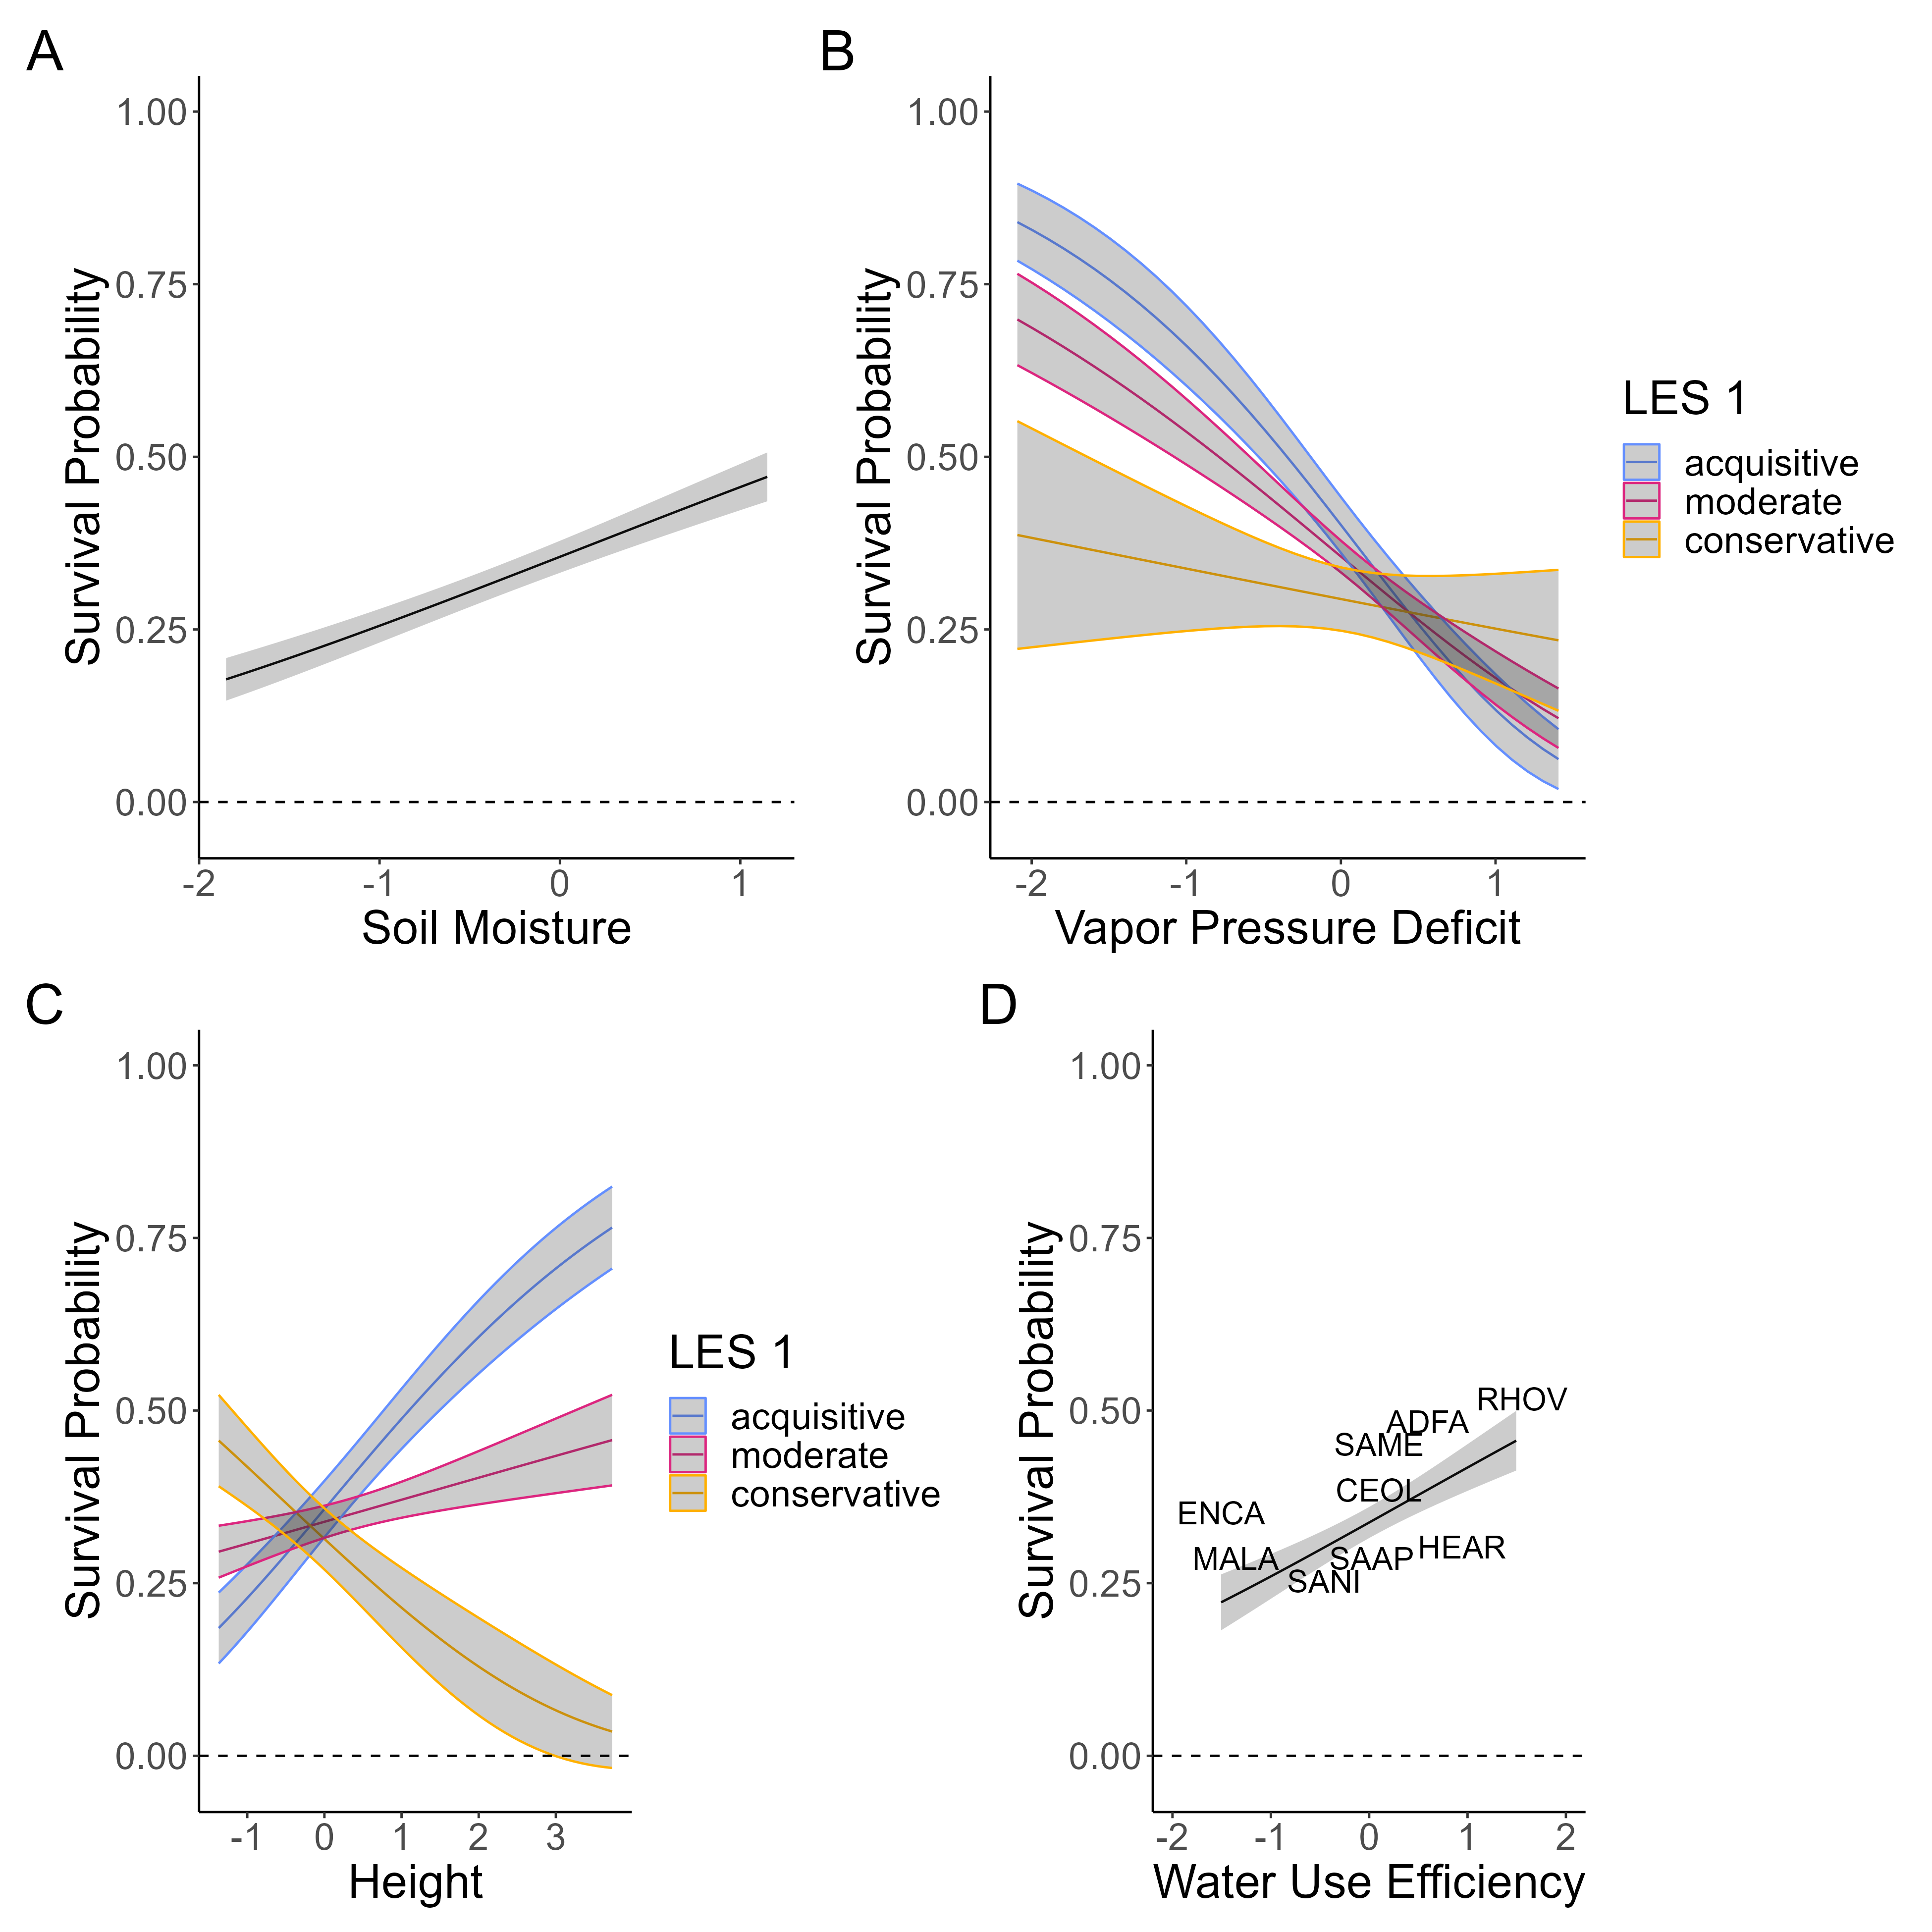 A
Survival Probability
1.00
0.75
0.50
0.25
0.00
-2 -1 0 1
Soil Moisture
B
Survival Probability
1.00
0.75
0.50
0.25
0.00
-2 -1 0 1
Vapor Pressure Deficit
LES 1
acquisitive
moderate
conservative
C
Survival Probability
1.00
0.75
0.50
0.25
0.00
-1 0 1 2 3
Height
LES 1
acquisitive
moderate
conservative
D
Survival Probability
1.00
0.75
0.50
0.25
0.00
RHOV
ADFA
SAME
CEOL
ENCA
HEAR
MALA
SAAP
SANI
-2 -1 0 1 2
Water Use Efficiency